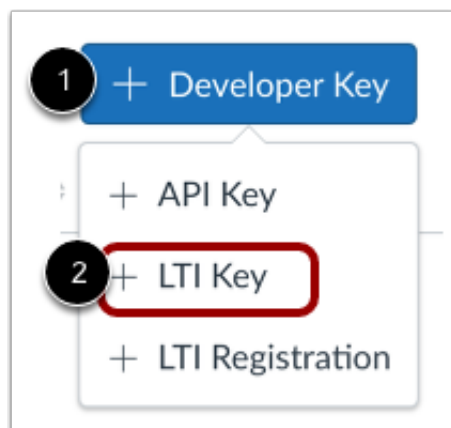 1 + Developer Key
+ API Key
2 + LTI Key
+ LTI Registration